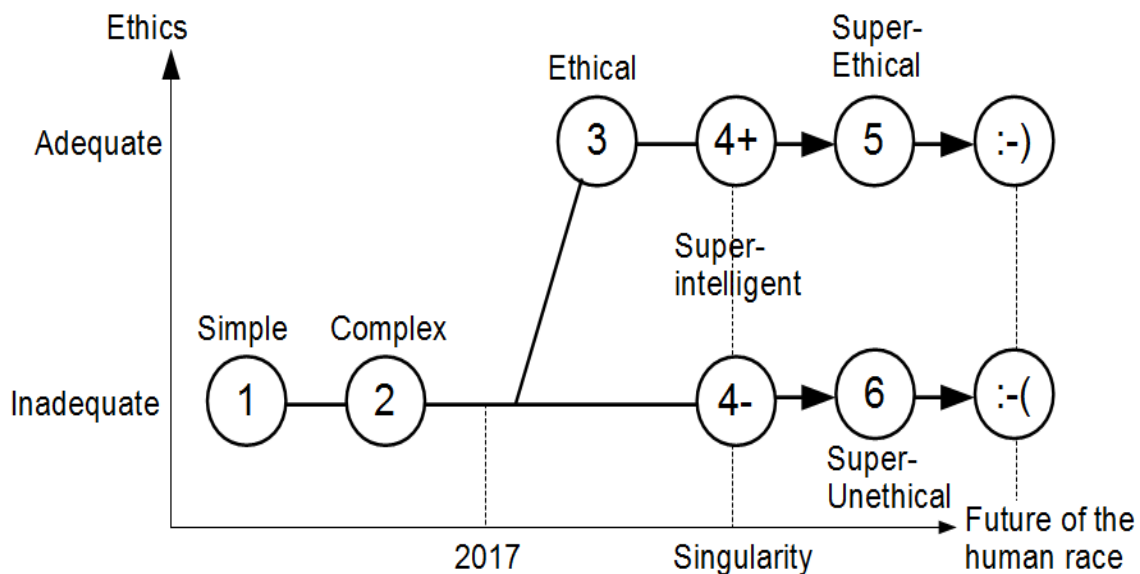 Ethics
Super-
Ethical
Ethical
Adequate
3
4+
5
:-)
Super-
intelligent
Simple
Complex
Inadequate
1
2
4-
6
:-(
Super-
Unethical
Future of the
human race
2017
Singularity